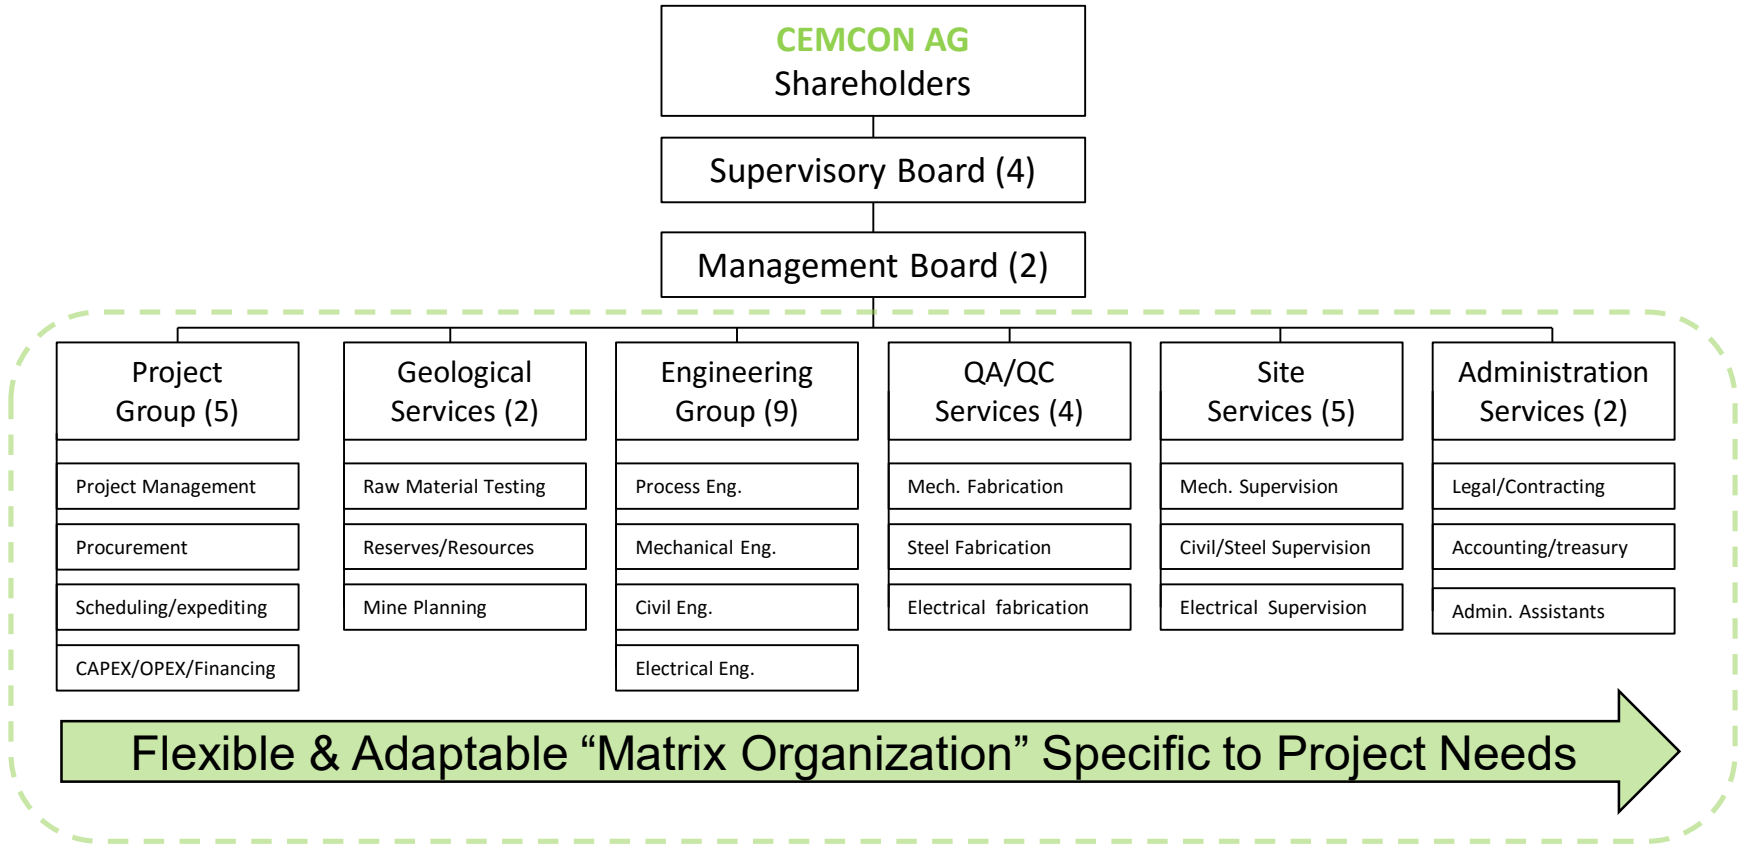 CEMCON AG
Shareholders
Supervisory Board (4)
Management Board (2)
Project
Group (5)
Project Management
Procurement
Scheduling/expediting
CAPEX/OPEX/Financing
Geological
Services (2)
Raw Material Testing
Reserves/Resources
Mine Planning
Engineering
Group (9)
Process Eng.
Mechanical Eng.
Civil Eng.
Electrical Eng.
QA/QC
Services (4)
Mech. Fabrication
Steel Fabrication
Electrical fabrication
Site
Services (5)
Mech. Supervision
Civil/Steel Supervision
Electrical Supervision
Administration
Services (2)
Legal/Contracting
Accounting/treasury
Admin. Assistants
Flexible & Adaptable “Matrix Organization” Specific to Project Needs